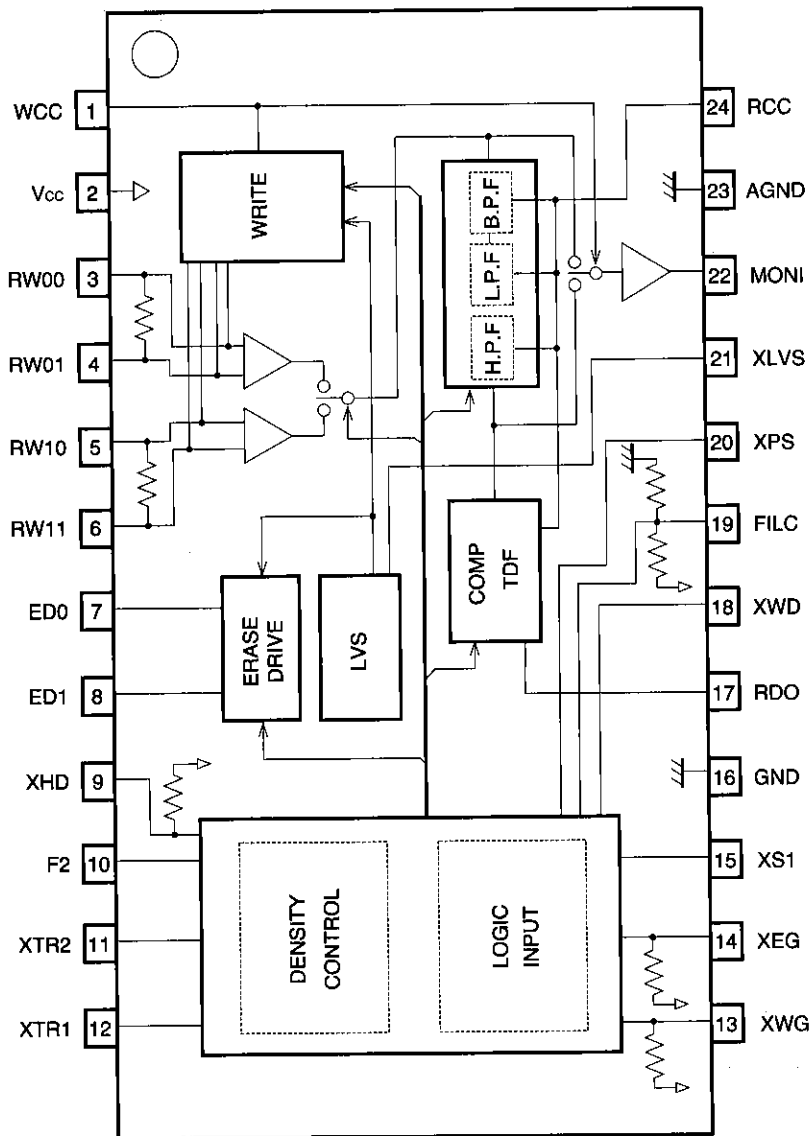 WCC 1
Vcc 2
RW00 3
RW01 4
RW10 5
RW11 6
ED0 7
ED1 8
XHD 9
F2 10
XTR2 11
XTR1 12
WRITE
B.P.F
L.P.F
H.P.F
COMP
TDF
ERASE
DRIVE
LVS
DENSITY
CONTROL
LOGIC
INPUT
24 RCC
23 AGND
22 MONI
21 XLVS
20 XPS
19 FILC
18 XWD
17 RDO
16 GND
15 XS1
14 XEG
13 XWG